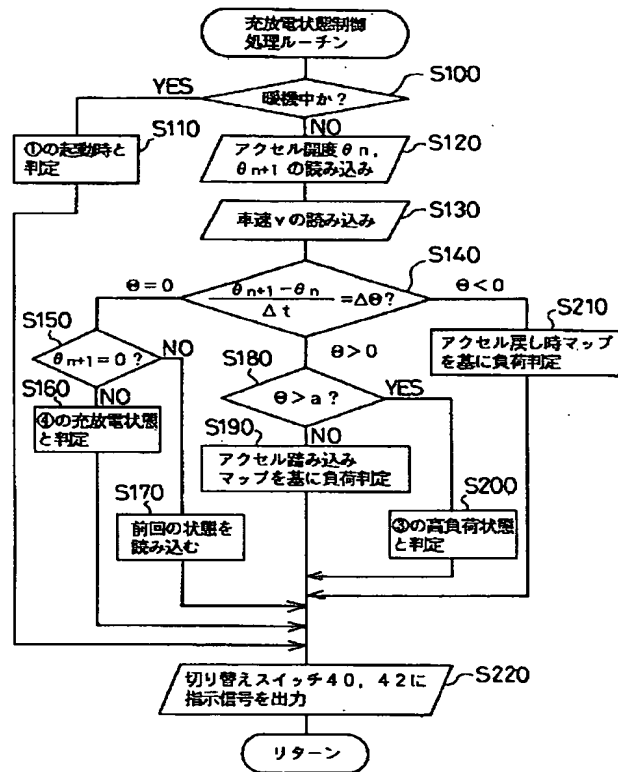 充放電状態制御
処理ルーチン
S100
YES
暖機中か?
NO
S110
①の起動時と
判定
S120
アクセル開度θn,
θn+1 の読み込み
S130
車速vの読み込み
S140
Θ=0
θn+1-θn
Δt
=ΔΘ?
Θ<0
S150
θn+1=0?
NO
Θ>0
S210
アクセル戻し時マップ
を基に負荷判定
S180
Θ>a?
YES
S160
NO
④の充放電状態
と判定
S190
NO
アクセル踏み込み
マップを基に負荷判定
S170
前回の状態を
読み込む
S200
③の高負荷状態
と判定
切り替えスイッチ40,42に
指示信号を出力
S220
リターン